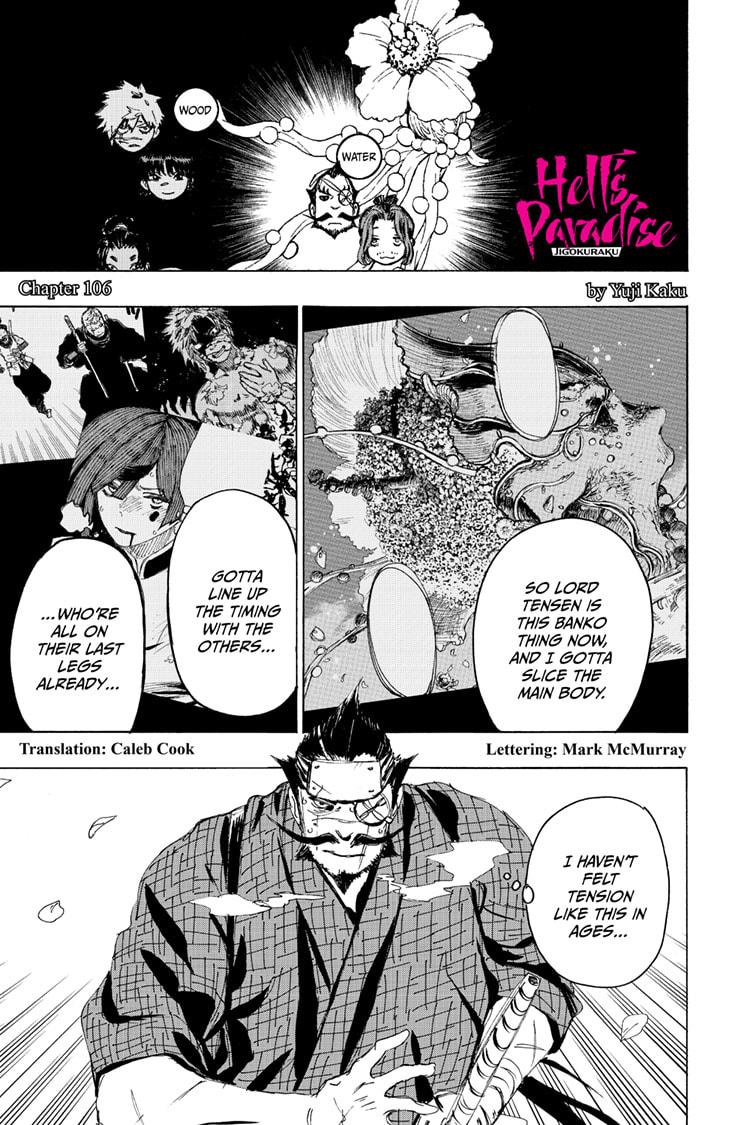 WOOD
WATER
Hell's
Paradise
JIGOKURAKU
Chapter 106
by Yuji Kaku
SO LORD
TENSEN IS
THIS BANKO
THING NOW,
AND I GOTTA
SLICE THE
MAIN BODY.
GOTTA
LINE UP
THE TIMING
WITH THE
OTHERS...
...WHO'RE
ALL ON
THEIR LAST
LEGS
ALREADY...
Translation: Caleb Cook
Lettering: Mark McMurray
I HAVEN'T
FELT
TENSION
LIKE THIS IN
AGES...